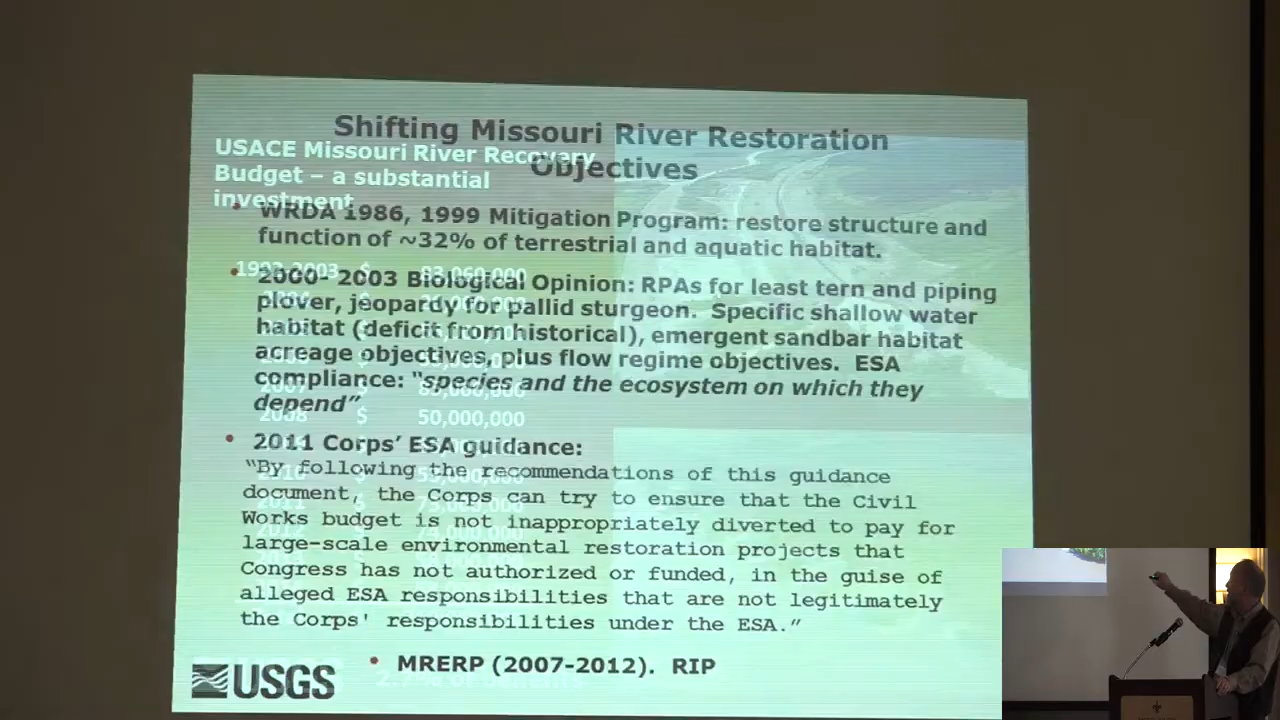 Shifting Missouri River Restoration
Objectives
USACE Missouri River Recovery
Budget – a substantial
investment
• WRDA 1986, 1999 Mitigation Program: restore structure and
function of ~32% of terrestrial and aquatic habitat.
• 2000- 2003 Biological Opinion: RPAs for least tern and piping
plover, jeopardy for pallid sturgeon. Specific shallow water
habitat (deficit from historical), emergent sandbar habitat
acreage objectives, plus flow regime objectives. ESA
compliance: "species and the ecosystem on which they
depend"
1992-2003 $ 83,060,000
2008 $ 50,000,000
• 2011 Corps' ESA guidance:
"By following the recommendations of this guidance
document, the Corps can try to ensure that the Civil
Works budget is not inappropriately diverted to pay for
large-scale environmental restoration projects that
Congress has not authorized or funded, in the guise of
alleged ESA responsibilities that are not legitimately
the Corps' responsibilities under the ESA."
• MRERP (2007-2012). RIP
USGS